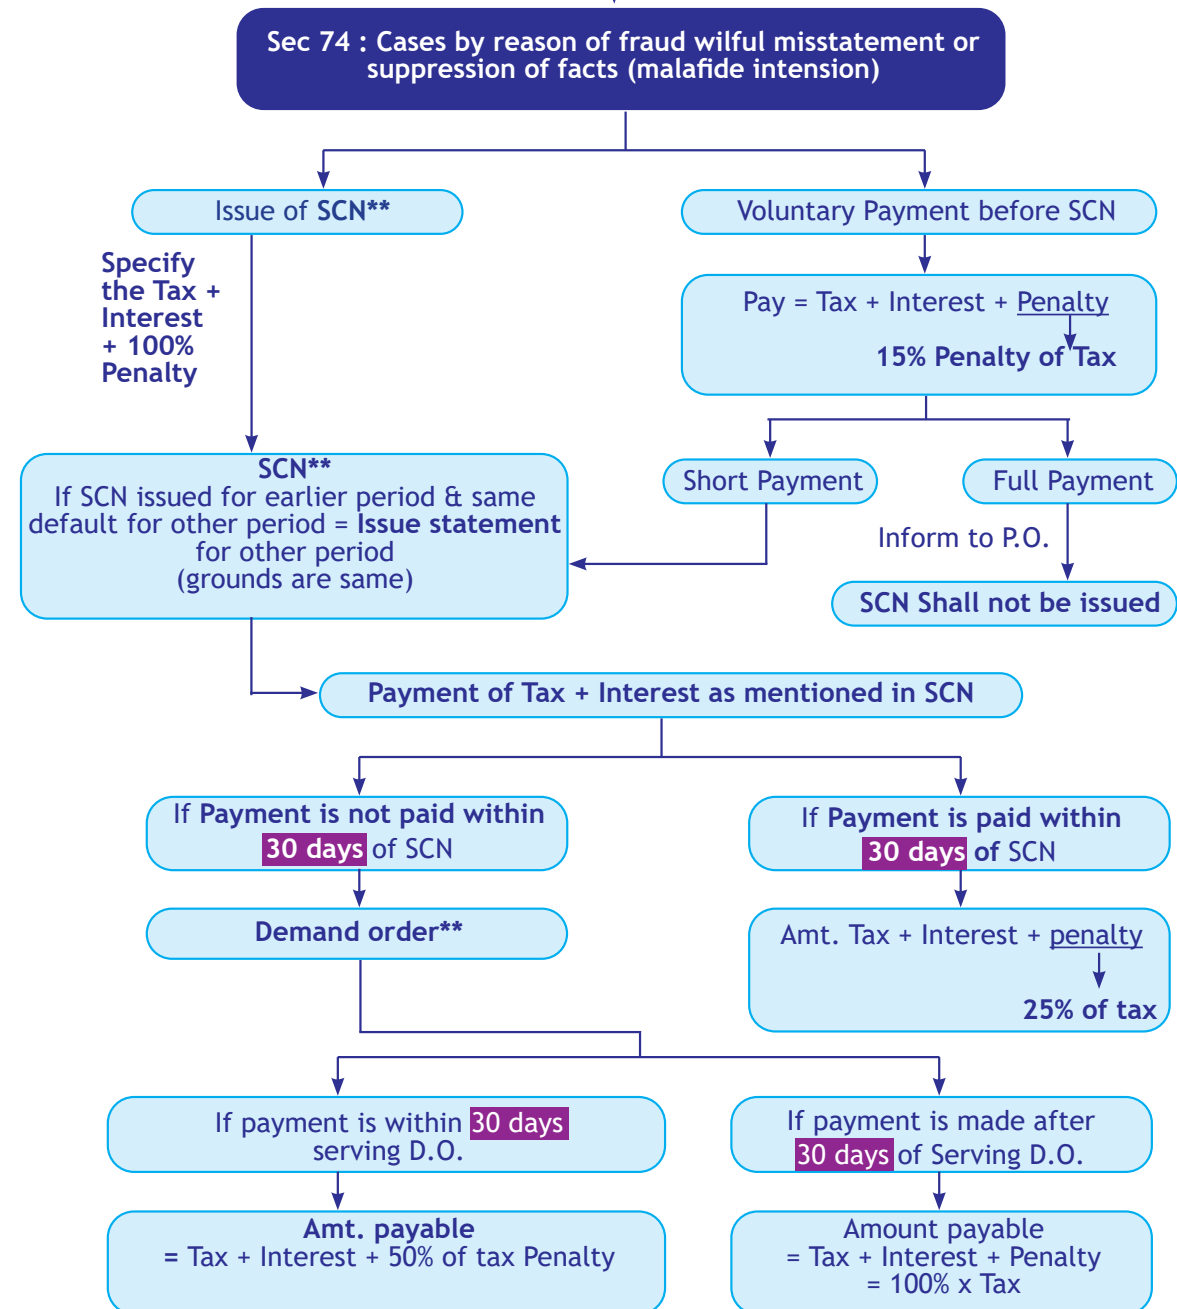 Sec 74 : Cases by reason of fraud wilful misstatement or
suppression of facts (malafide intension)
Issue of SCN**
Voluntary Payment before SCN
Specify
the Tax +
Interest
+ 100%
Penalty
Pay = Tax + Interest + Penalty
15% Penalty of Tax
Short Payment
Full Payment
Inform to P.O.
SCN Shall not be issued
SCN**
If SCN issued for earlier period & same
default for other period = Issue statement
for other period
(grounds are same)
Payment of Tax + Interest as mentioned in SCN
If Payment is not paid within
30 days of SCN
If Payment is paid within
30 days of SCN
Demand order**
Amt. Tax + Interest + penalty
25% of tax
If payment is within 30 days
serving D.O.
If payment is made after
30 days of Serving D.O.
Amt. payable
= Tax + Interest + 50% of tax Penalty
Amount payable
= Tax + Interest + Penalty
= 100% x Tax